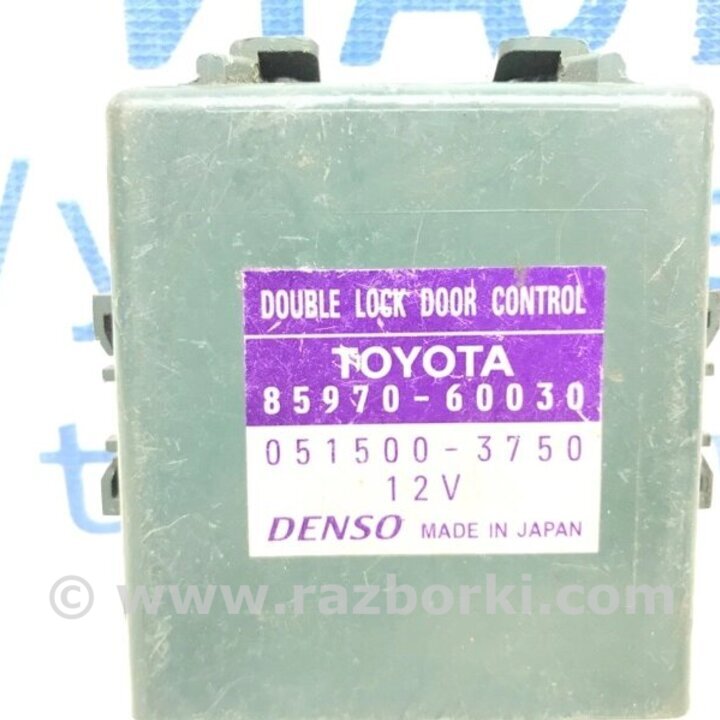 DOUBLE LOCK DOOR CONTROL
TOYOTA
85970-60030
051500-3750
12V
DENSO MADE IN JAPAN
© www.razborki.com